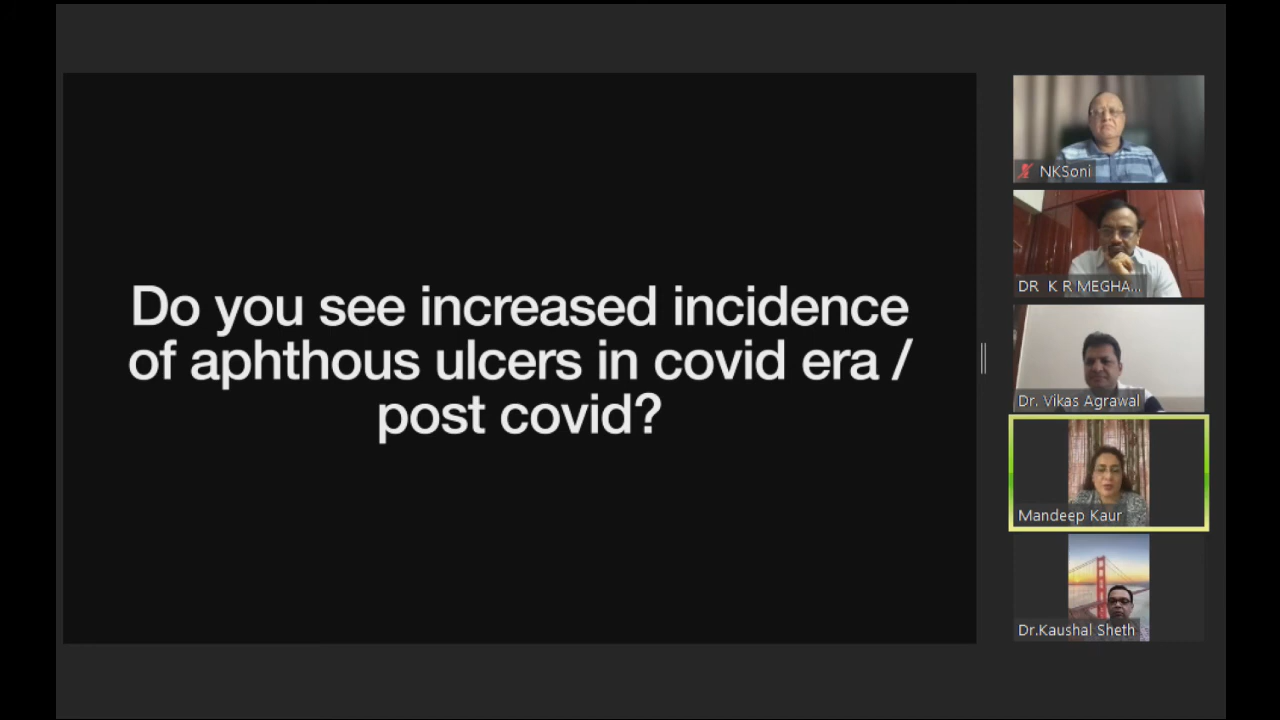 Do you see increased incidence
of aphthous ulcers in covid era /
post covid?
NKSoni
DR K R MEGHA...
Dr. Vikas Agrawal
Mandeep Kaur
Dr.Kaushal Sheth